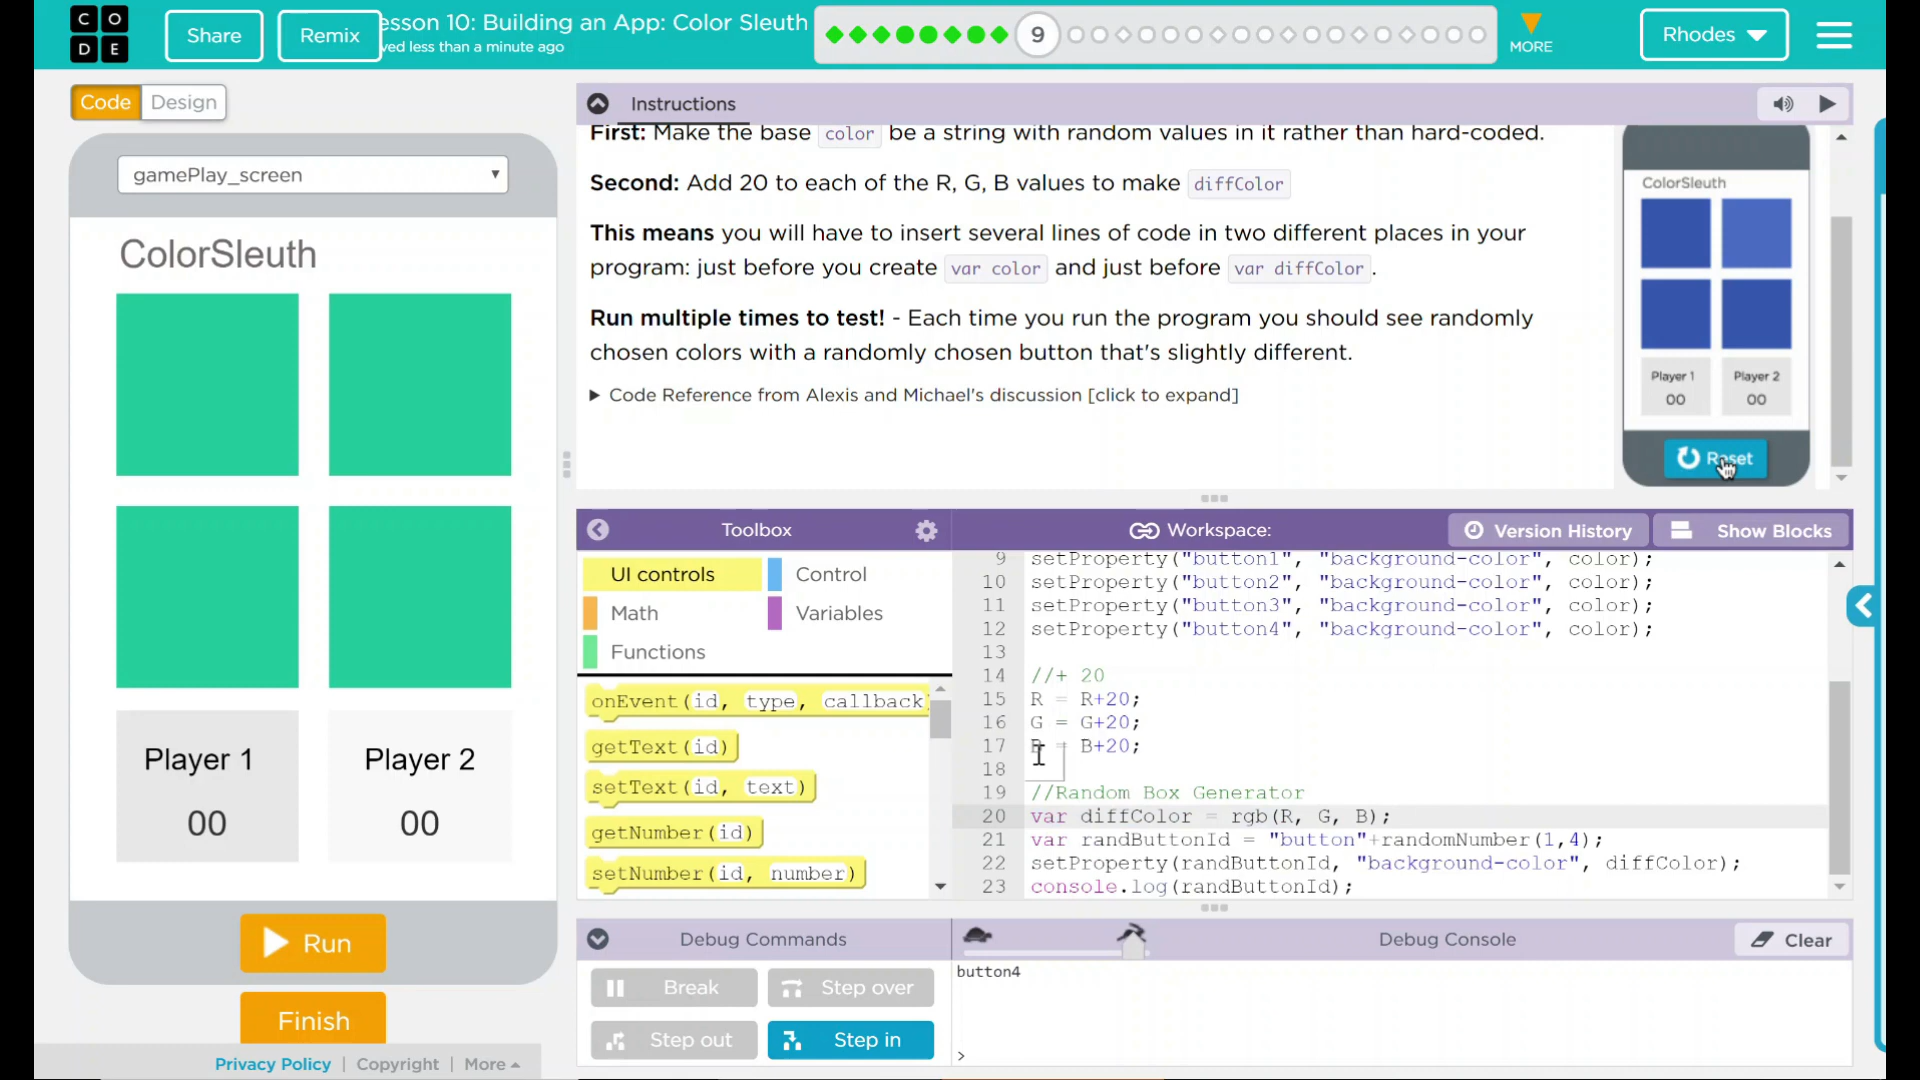 C O D E
Share
Remix
esson 10: Building an App: Color Sleuth
ved less than a minute ago
9
MORE
Rhodes
Code
Design
gamePlay_screen
ColorSleuth
Player 1
00
Player 2
00
Run
Finish
Privacy Policy | Copyright | More
Instructions
First: Make the base color be a string with random values in it rather than hard-coded.
Second: Add 20 to each of the R, G, B values to make diffColor
This means you will have to insert several lines of code in two different places in your
program: just before you create var color and just before var diffColor.
Run multiple times to test! - Each time you run the program you should see randomly
chosen colors with a randomly chosen button that's slightly different.
Code Reference from Alexis and Michael's discussion [click to expand]
ColorSleuth
Player 1
00
Player 2
00
Reset
Toolbox
UI controls
Control
Math
Variables
Functions
onEvent(id, type, callback)
getText(id)
setText(id, text)
getNumber(id)
setNumber(id, number)
Workspace:
Version History
Show Blocks
9 setProperty("button1", "background-color", color);
10 setProperty("button2", "background-color", color);
11 setProperty("button3", "background-color", color);
12 setProperty("button4", "background-color", color);
13
14 //+ 20
15 R = R+20;
16 G = G+20;
17 B = B+20;
18
19 //Random Box Generator
20 var diffColor = rgb(R, G, B);
21 var randButtonId = "button"+randomNumber(1,4);
22 setProperty(randButtonId, "background-color", diffColor);
23 console.log(randButtonId);
Debug Commands
Break
Step over
Step out
Step in
Debug Console
Clear
button4
>